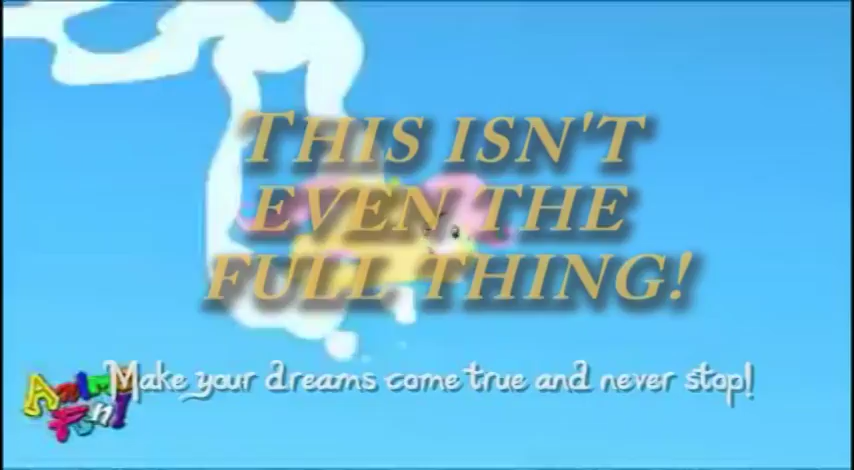 THIS ISN'T
EVEN THE
FULL THING!
Make your dreams come true and never stop!